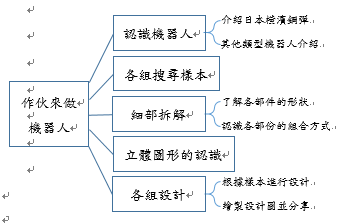 作伙來做
機器人
認識機器人
介紹日本橫濱鋼彈.
其他類型機器人介紹.
各組搜尋樣本
細部拆解
了解各部件的形狀.
認識各部份的組合方式.
立體圖形的認識
各組設計
根據樣本進行設計.
繪製設計圖並分享.